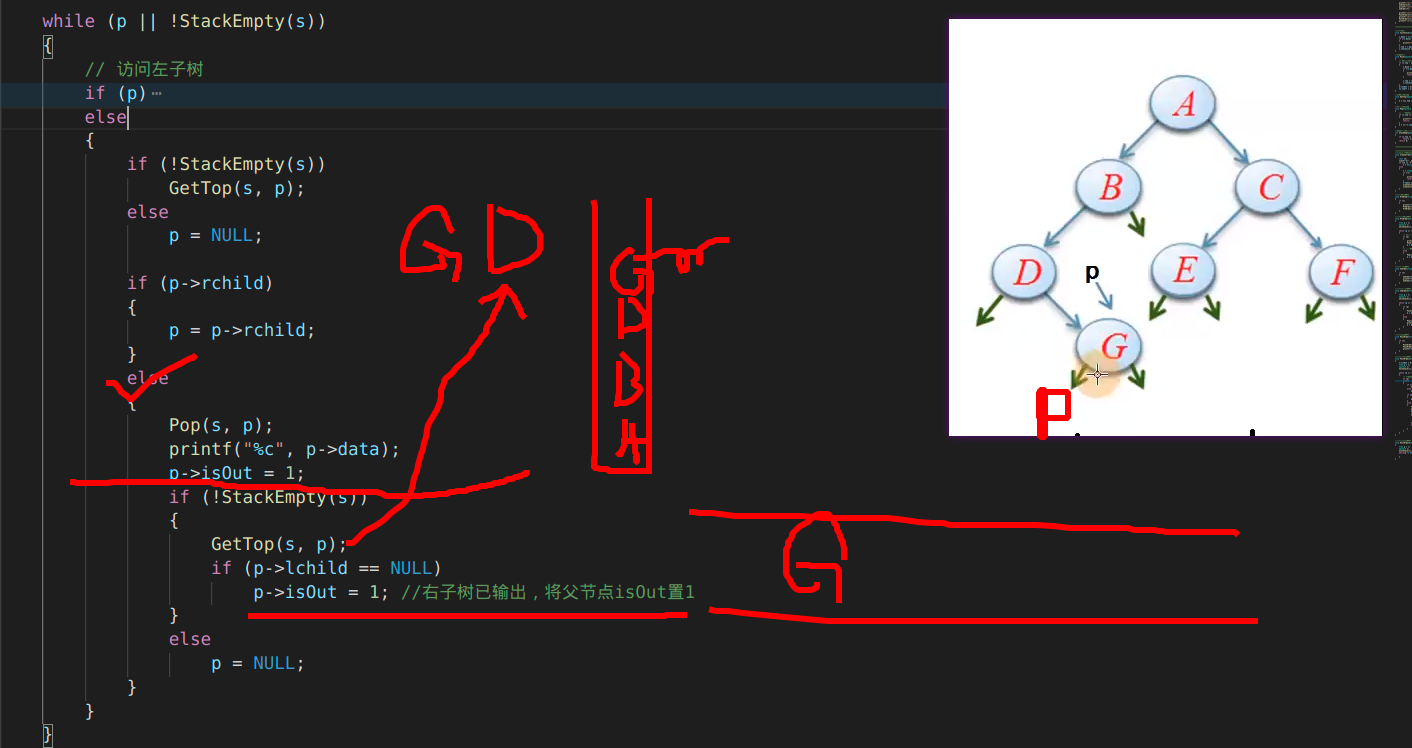 while (p || !StackEmpty(s))
{
// 访问左子树
if (p)⋯
else
{
if (!StackEmpty(s))
GetTop(s, p);
else
p = NULL;
if (p->rchild)
{
p = p->rchild;
}
else
{
Pop(s, p);
printf("%c", p->data);
p->isOut = 1;
if (!StackEmpty(s))
{
GetTop(s, p);
if (p->lchild == NULL)
p->isOut = 1; //右子树已输出，将父节点isOut置1
}
else
p = NULL;
}
}
}
G D
G
D
B
A
G
A
B C
D p E F
G
P